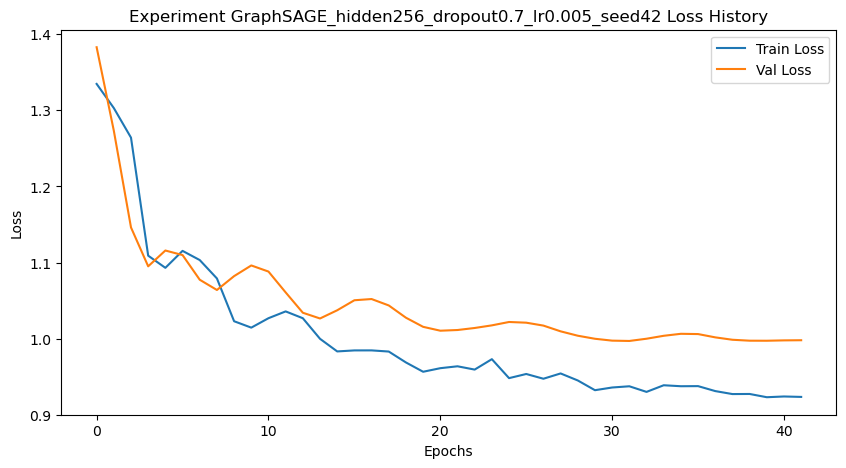 Experiment GraphSAGE_hidden256_dropout0.7_lr0.005_seed42 Loss History
Train Loss
Val Loss
1.4
1.3
1.2
1.1
1.0
0.9
Loss
0
10
20
30
40
Epochs